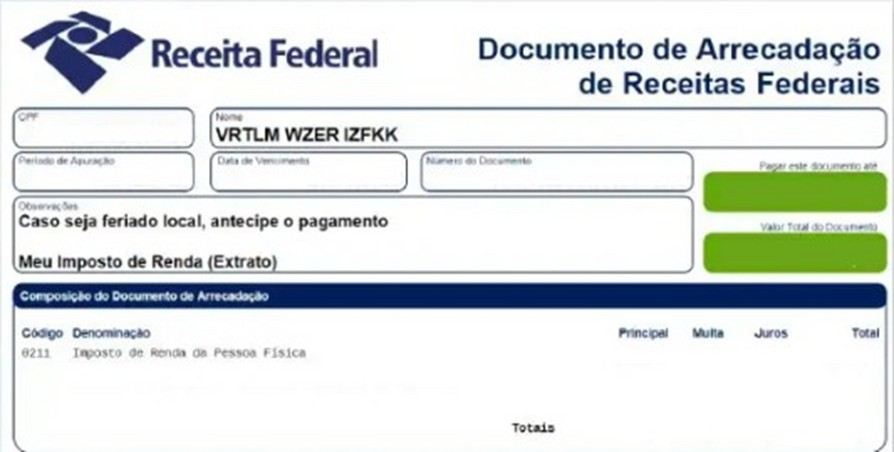 Receita Federal
Documento de Arrecadação
de Receitas Federais
CPF
Nome
VRTLM WZER IZFKK
Período de Apuração
Data de Vencimento
Número do Documento
Pagar este documento até
Observações
Caso seja feriado local, antecipe o pagamento
Valor Total do Documento
Meu Imposto de Renda (Extrato)
Composição do Documento de Arrecadação
Código Denominação Principal Multa Juros Total
0211 Imposto de Renda da Pessoa Física
Totais